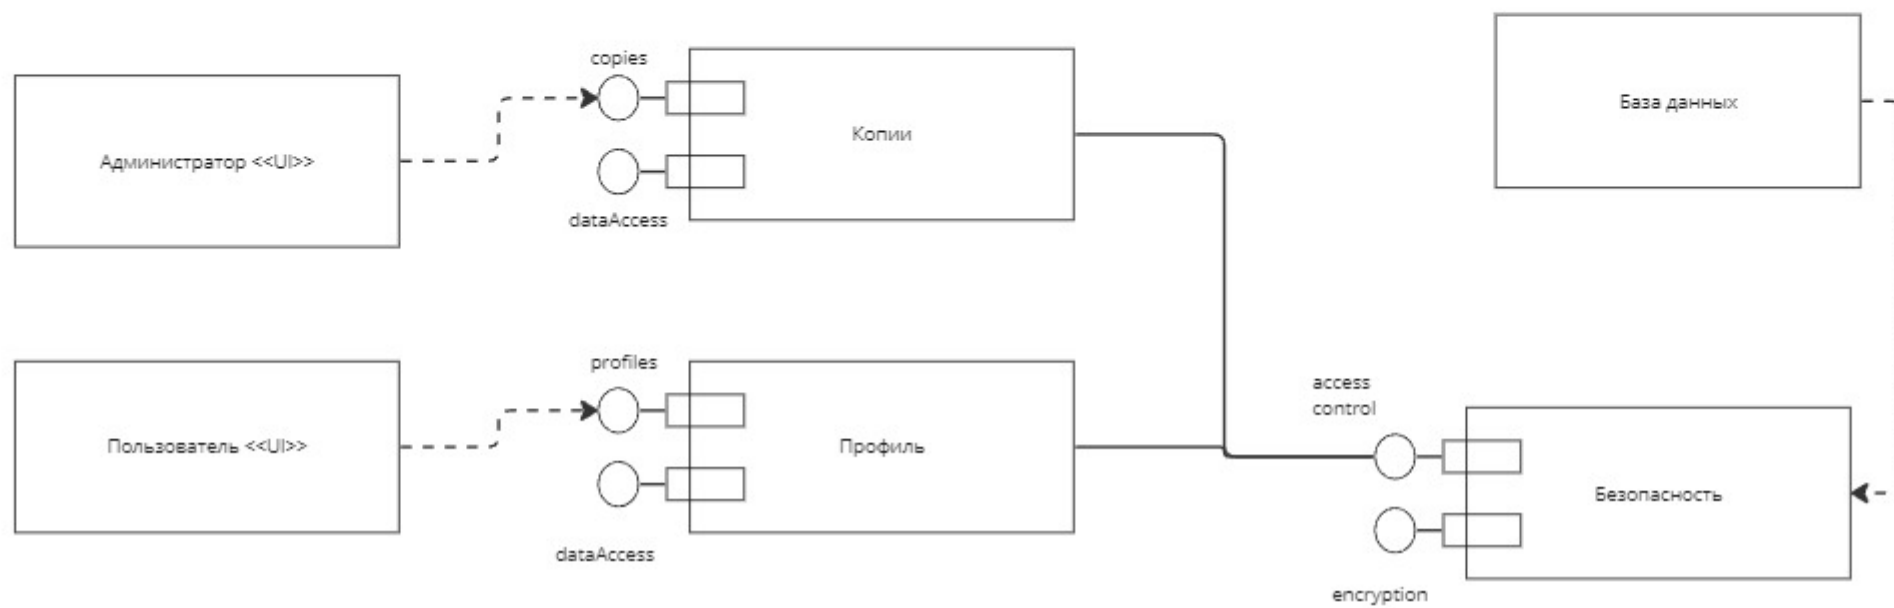 copies
База данных
Копии
Администратор <<UI>>
dataAccess
profiles
access
control
Пользователь <<UI>>
Профиль
Безопасность
dataAccess
encryption